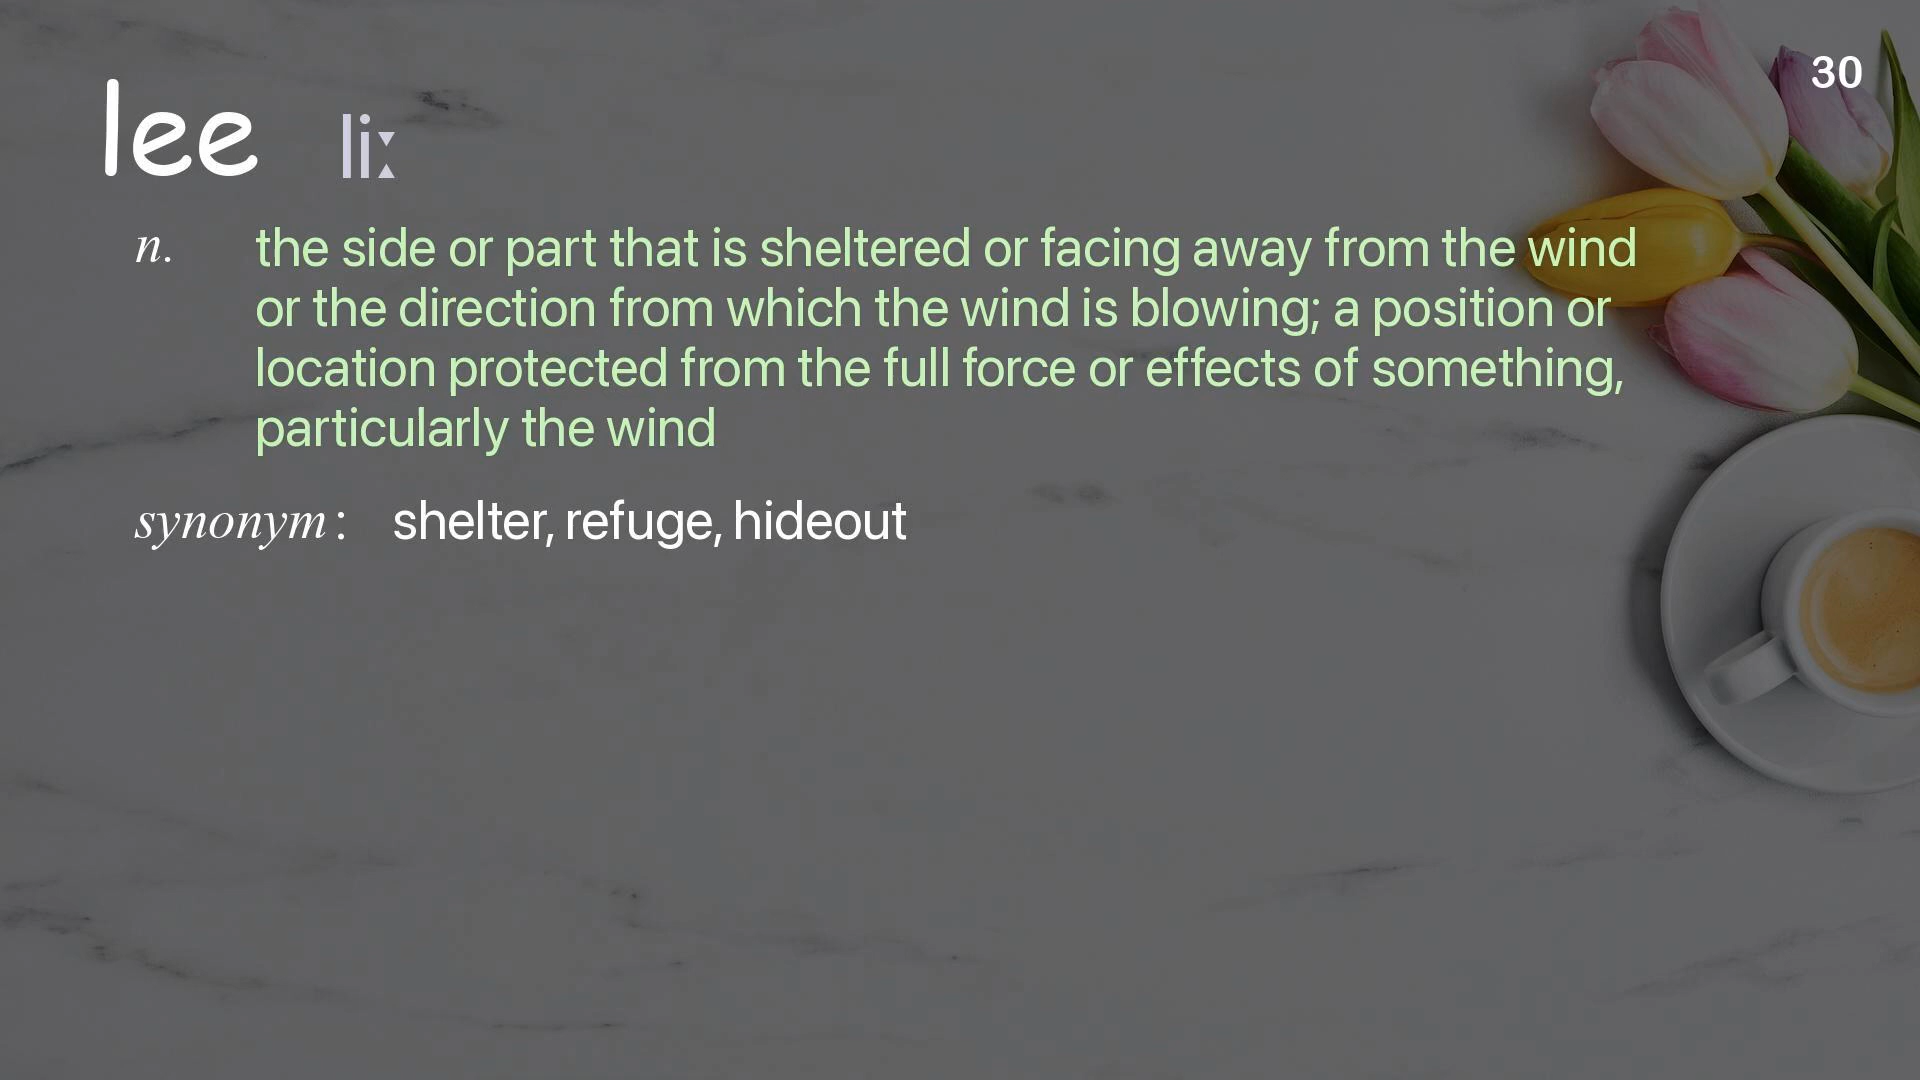 30
lee liː
n. the side or part that is sheltered or facing away from the wind
or the direction from which the wind is blowing; a position or
location protected from the full force or effects of something,
particularly the wind
synonym : shelter, refuge, hideout